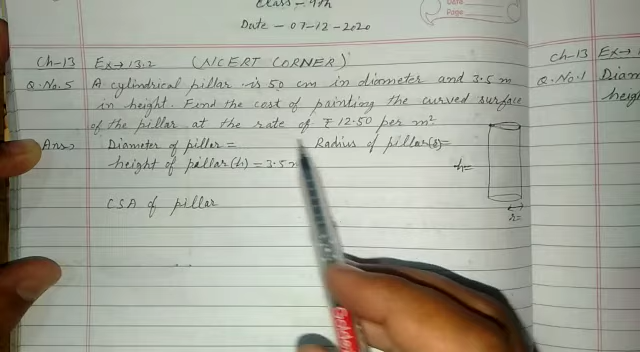 Class - 9th
Date - 07-12-2020
Date
Page
Ch-13 Ex→13.2 (NCERT CORNER)
Q.No.5 A cylindrical pillar is 50 cm in diameter and 3.5 m
in height. Find the cost of painting the curved surface
of the pillar at the rate of ₹ 12.50 per m²
Ans→ Diameter of pillar = Radius of pillar(r)=
height of pillar (h) = 3.5
CSA of pillar
h=
r=
Ch-13 Ex→
Q.No.1 Diam
heig